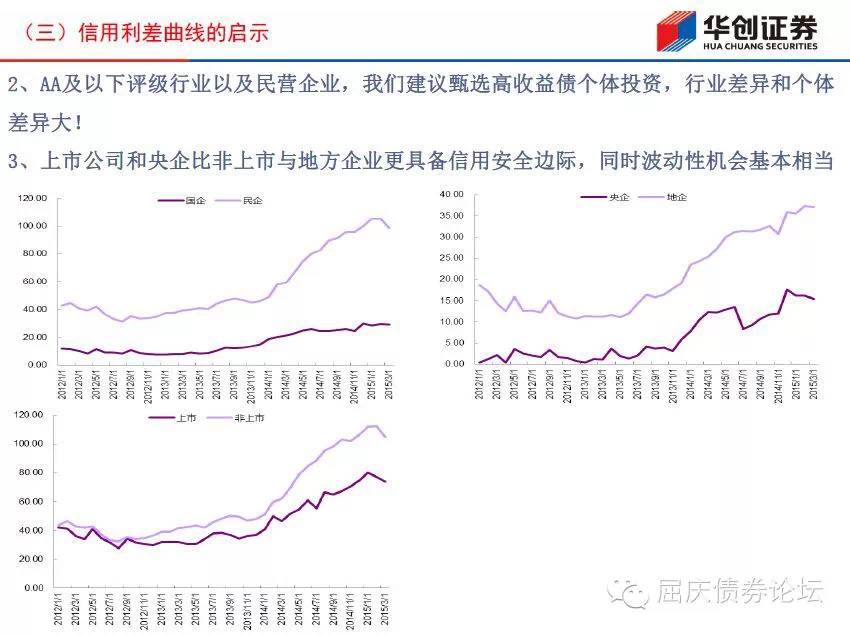 （三）信用利差曲线的启示
华创证券
HUA CHUANG SECURITIES
2、AA及以下评级行业以及民营企业，我们建议甄选高收益债个体投资，行业差异和个体
差异大！
3、上市公司和央企比非上市与地方企业更具备信用安全边际，同时波动性机会基本相当
国企 民企
120.00
100.00
80.00
60.00
40.00
20.00
0.00
2012/1/1 2012/3/1 2012/5/1 2012/7/1 2012/9/1 2012/11/1 2013/1/1 2013/3/1 2013/5/1 2013/7/1 2013/9/1 2013/11/1 2014/1/1 2014/3/1 2014/5/1 2014/7/1 2014/9/1 2014/11/1 2015/1/1 2015/3/1
央企 地企
40.00
35.00
30.00
25.00
20.00
15.00
10.00
5.00
0.00
2012/1/1 2012/3/1 2012/5/1 2012/7/1 2012/9/1 2012/11/1 2013/1/1 2013/3/1 2013/5/1 2013/7/1 2013/9/1 2013/11/1 2014/1/1 2014/3/1 2014/5/1 2014/7/1 2014/9/1 2014/11/1 2015/1/1 2015/3/1
上市 非上市
120.00
100.00
80.00
60.00
40.00
20.00
0.00
2012/1/1 2012/3/1 2012/5/1 2012/7/1 2012/9/1 2012/11/1 2013/1/1 2013/3/1 2013/5/1 2013/7/1 2013/9/1 2013/11/1 2014/1/1 2014/3/1 2014/5/1 2014/7/1 2014/9/1 2014/11/1 2015/1/1 2015/3/1
屈庆债券论坛